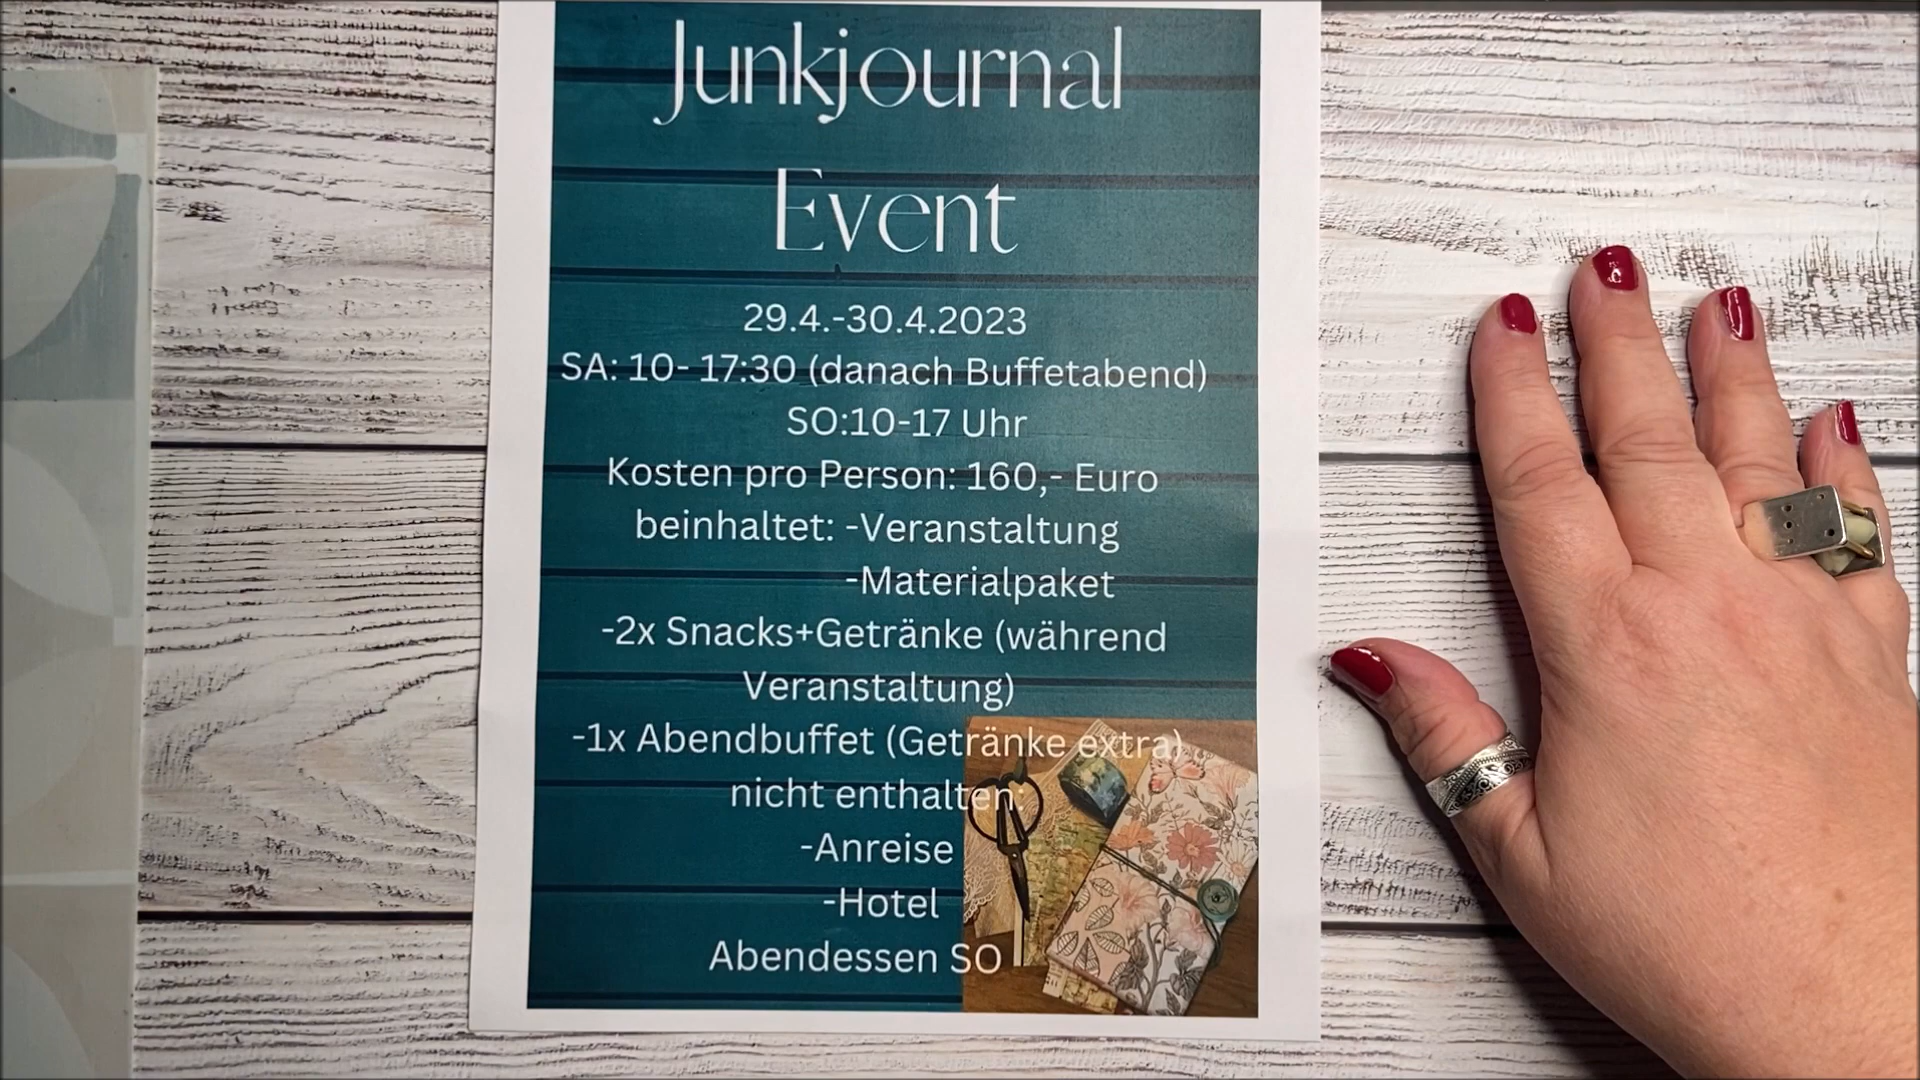 Junkjournal
Event
29.4.-30.4.2023
SA: 10- 17:30 (danach Buffetabend)
SO:10-17 Uhr
Kosten pro Person: 160,- Euro
beinhaltet: -Veranstaltung
-Materialpaket
-2x Snacks+Getränke (während
Veranstaltung)
-1x Abendbuffet (Getränke extra)
nicht enthalten:
-Anreise
-Hotel
Abendessen SO